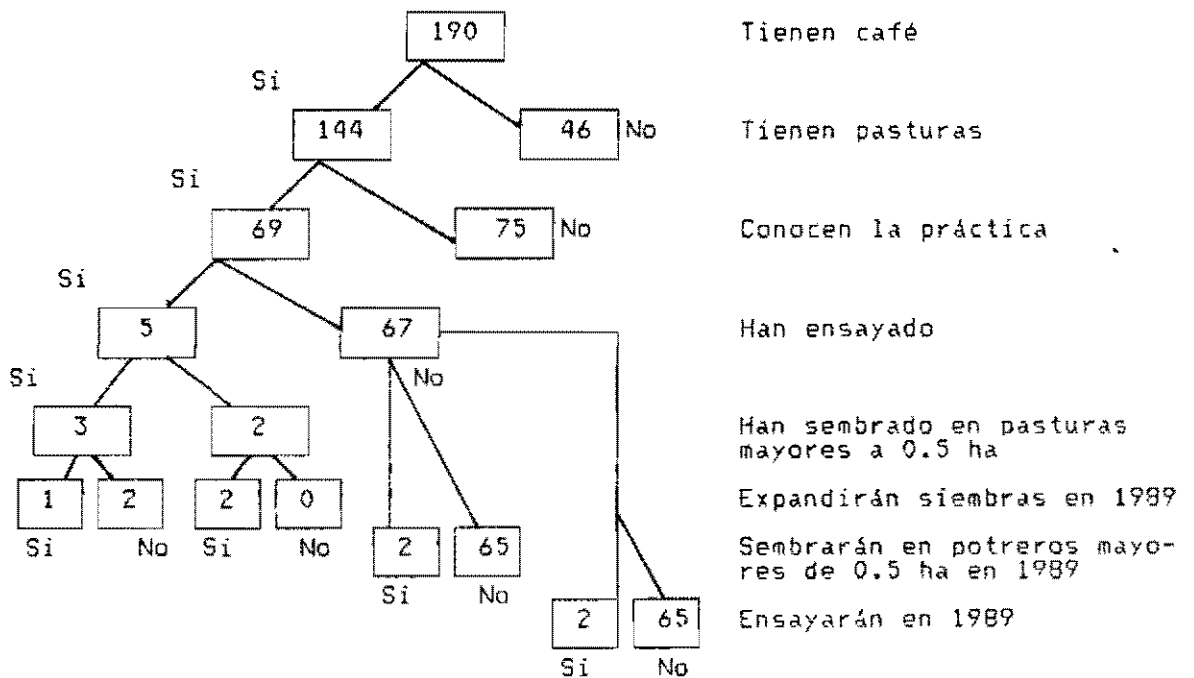 190 Tienen café
Si
144 46 No Tienen pasturas
Si
69 75 No Conocen la práctica
Si
5 67 Han ensayado
Si No
3 2 Han sembrado en pasturas
mayores a 0.5 ha
1 2 2 0 Expandirán siembras en 1989
Si No Si No
2 65 Sembrarán en potreros mayo-
res de 0.5 ha en 1989
Si No
2 65 Ensayarán en 1989
Si No